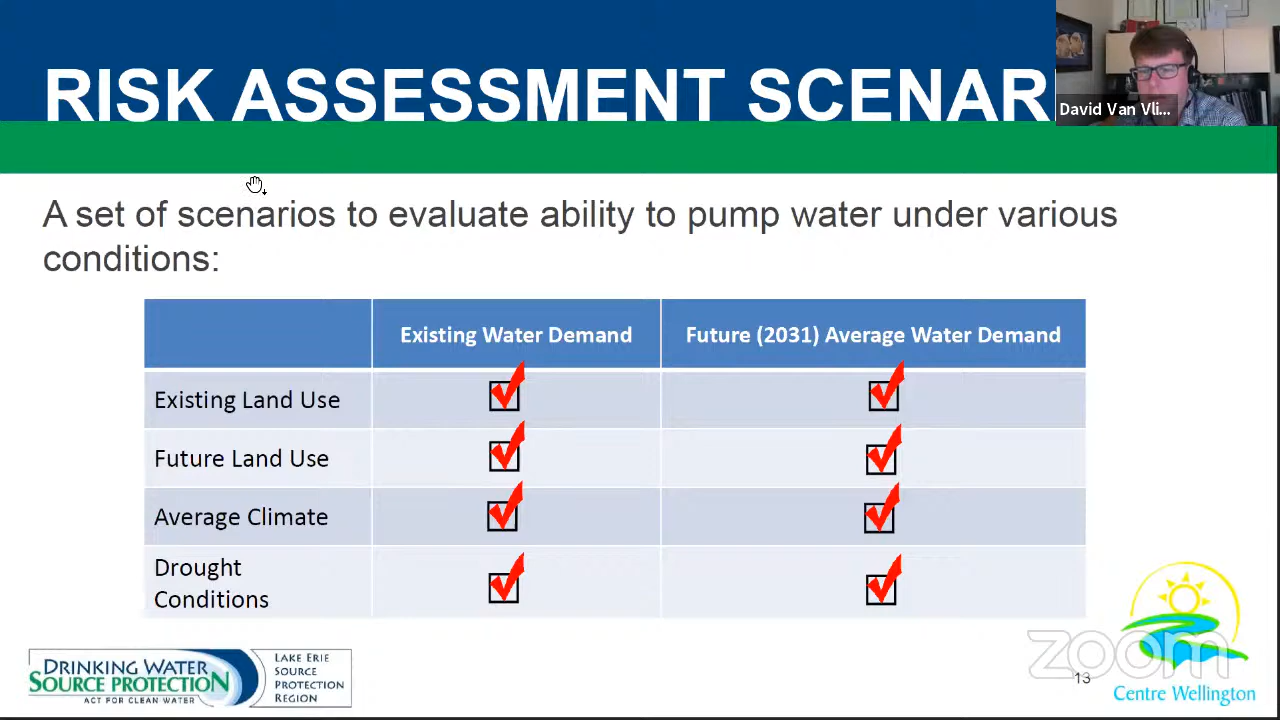 RISK ASSESSMENT SCENAR
David Van Vli...
A set of scenarios to evaluate ability to pump water under various
conditions:
Existing Water Demand
Future (2031) Average Water Demand
Existing Land Use
Future Land Use
Average Climate
Drought
Conditions
DRINKING WATER
SOURCE PROTECTION
ACT FOR CLEAN WATER
LAKE ERIE
SOURCE
PROTECTION
REGION
zoom
13
Centre Wellington